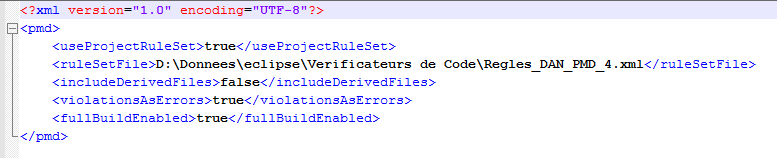 <?xml version="1.0" encoding="UTF-8"?>
<pmd>
<useProjectRuleSet>true</useProjectRuleSet>
<ruleSetFile>D:\Donnees\eclipse\Verificateurs de Code\Regles_DAN_PMD_4.xml</ruleSetFile>
<includeDerivedFiles>false</includeDerivedFiles>
<violationsAsErrors>true</violationsAsErrors>
<fullBuildEnabled>true</fullBuildEnabled>
</pmd>